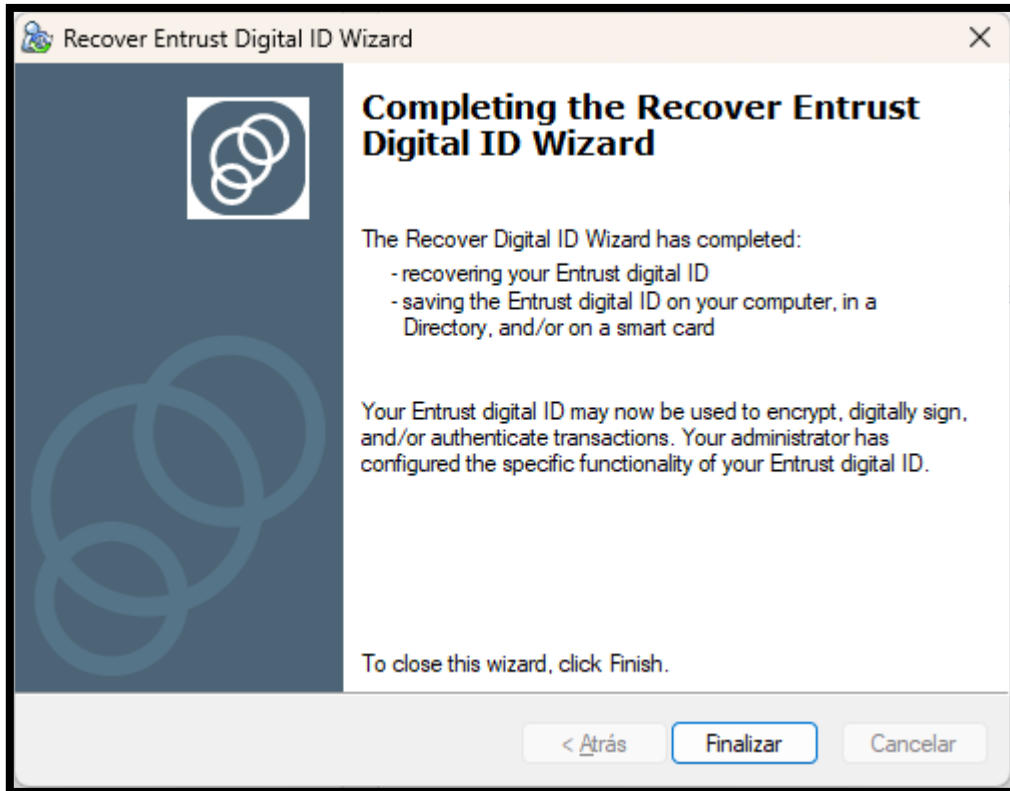 Recover Entrust Digital ID Wizard
Completing the Recover Entrust
Digital ID Wizard
The Recover Digital ID Wizard has completed:
- recovering your Entrust digital ID
- saving the Entrust digital ID on your computer, in a
Directory, and/or on a smart card
Your Entrust digital ID may now be used to encrypt, digitally sign,
and/or authenticate transactions. Your administrator has
configured the specific functionality of your Entrust digital ID.
To close this wizard, click Finish.
< Atrás
Finalizar
Cancelar